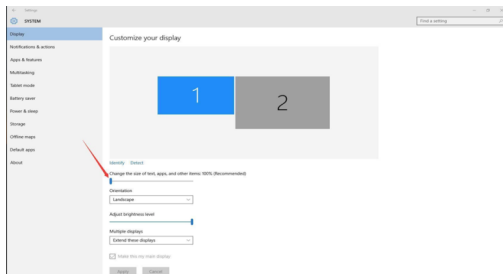 Settings
SYSTEM
Find a setting
Display
Notifications & actions
Apps & features
Multitasking
Tablet mode
Battery saver
Power & sleep
Storage
Offline maps
Default apps
About
Customize your display
1
2
Identify Detect
Change the size of text, apps, and other items: 100% (Recommended)
Orientation
Landscape
Adjust brightness level
Multiple displays
Extend these displays
Make this my main display
Apply Cancel